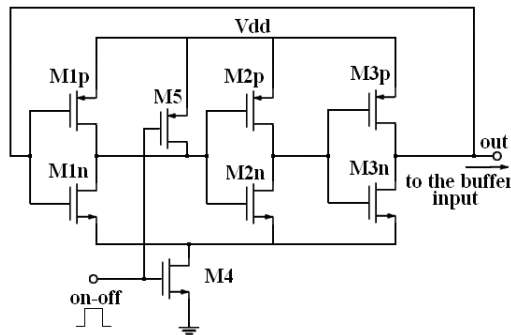 Vdd
M1p
M5
M2p
M3p
out
M1n
M2n
M3n
to the buffer
input
on-off
M4